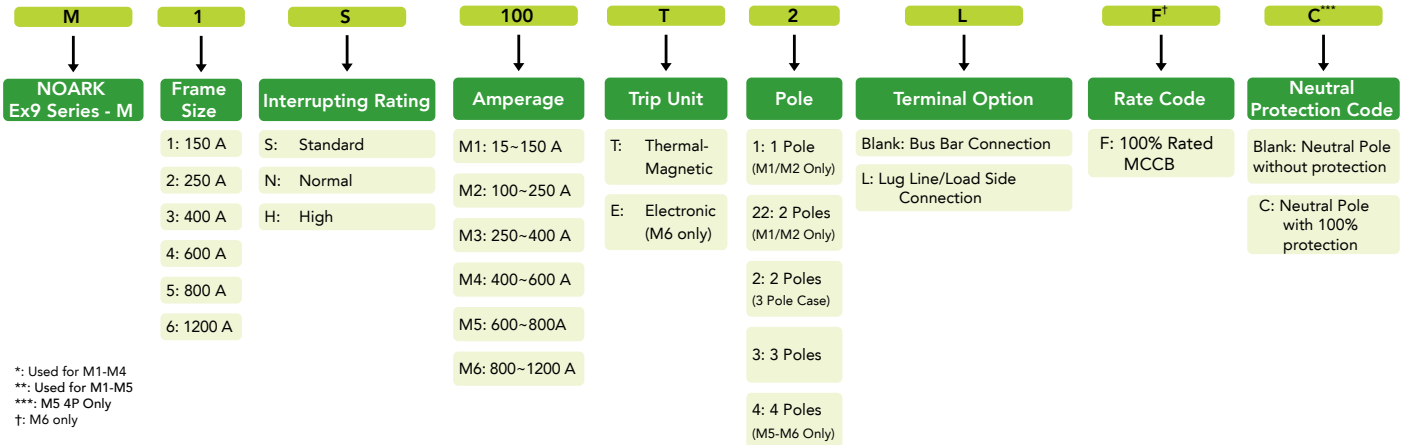 M
1
S
100
T
2
L
F†
C***
NOARK
Ex9 Series - M
Frame
Size
Interrupting Rating
Amperage
Trip Unit
Pole
Terminal Option
Rate Code
Neutral
Protection Code
1: 150 A
2: 250 A
3: 400 A
4: 600 A
5: 800 A
6: 1200 A
S: Standard
N: Normal
H: High
M1: 15~150 A
M2: 100~250 A
M3: 250~400 A
M4: 400~600 A
M5: 600~800A
M6: 800~1200 A
T: Thermal-
Magnetic
E: Electronic
(M6 only)
1: 1 Pole
(M1/M2 Only)
22: 2 Poles
(M1/M2 Only)
2: 2 Poles
(3 Pole Case)
3: 3 Poles
4: 4 Poles
(M5-M6 Only)
Blank: Bus Bar Connection
L: Lug Line/Load Side
Connection
F: 100% Rated
MCCB
Blank: Neutral Pole
without protection
C: Neutral Pole
with 100%
protection
*: Used for M1-M4
**: Used for M1-M5
***: M5 4P Only
†: M6 only